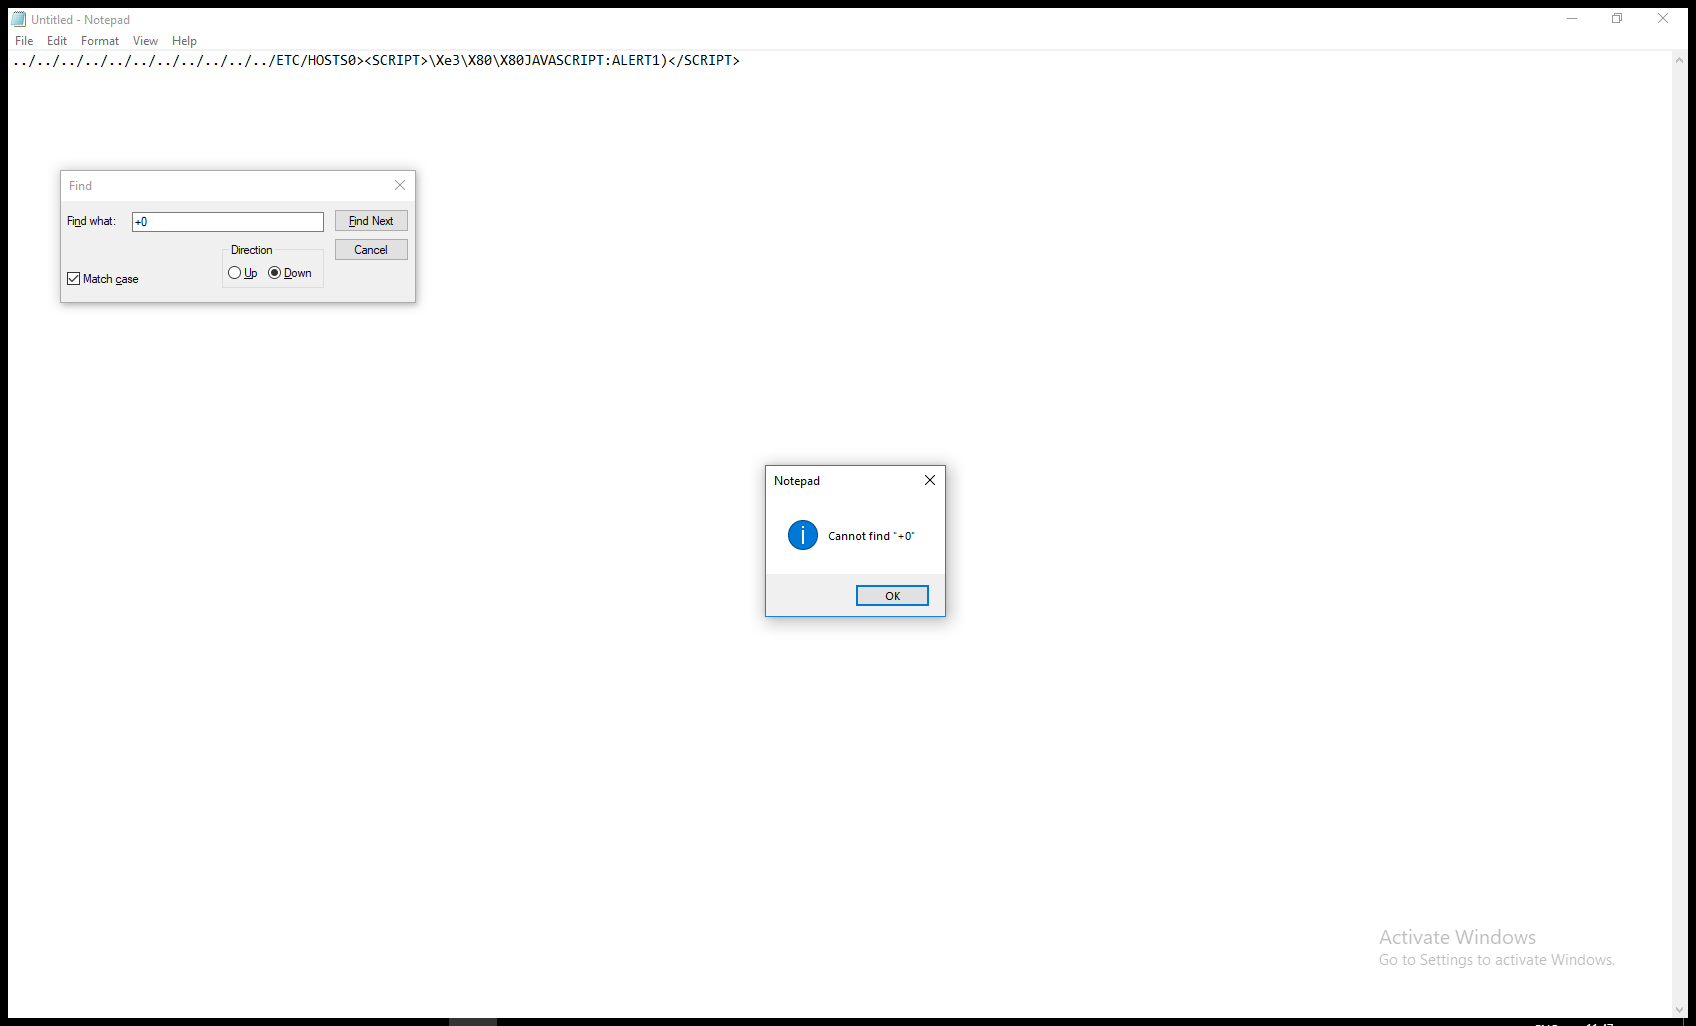 Untitled - Notepad
File Edit Format View Help
../../../../../../../../../../../ETC/HOSTS0><SCRIPT>\Xe3\X80\X80JAVASCRIPT:ALERT1)</SCRIPT>
Find
Find what: +0 Find Next
Direction Cancel
Up Down
Match case
Notepad
Cannot find "+0"
OK
Activate Windows
Go to Settings to activate Windows.